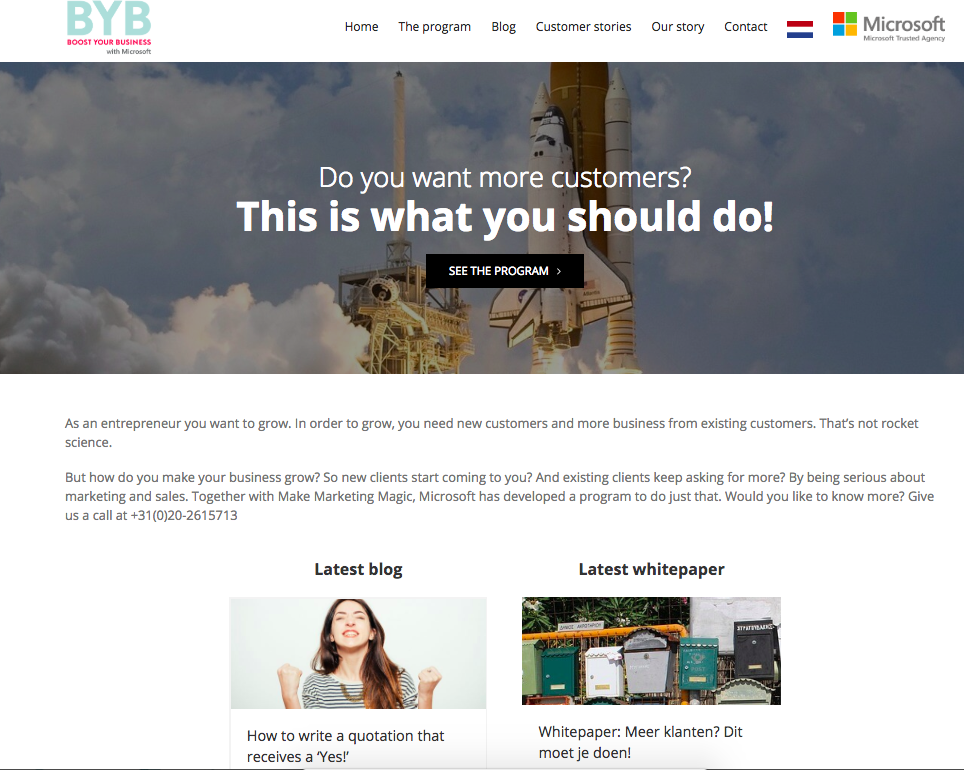 BYB
BOOST YOUR BUSINESS
with Microsoft
Home The program Blog Customer stories Our story Contact
Microsoft
Microsoft Trusted Agency
Do you want more customers?
This is what you should do!
SEE THE PROGRAM >
As an entrepreneur you want to grow. In order to grow, you need new customers and more business from existing customers. That’s not rocket
science.
But how do you make your business grow? So new clients start coming to you? And existing clients keep asking for more? By being serious about
marketing and sales. Together with Make Marketing Magic, Microsoft has developed a program to do just that. Would you like to know more? Give
us a call at +31(0)20-2615713
Latest blog
Latest whitepaper
How to write a quotation that
receives a ‘Yes!’
Whitepaper: Meer klanten? Dit
moet je doen!